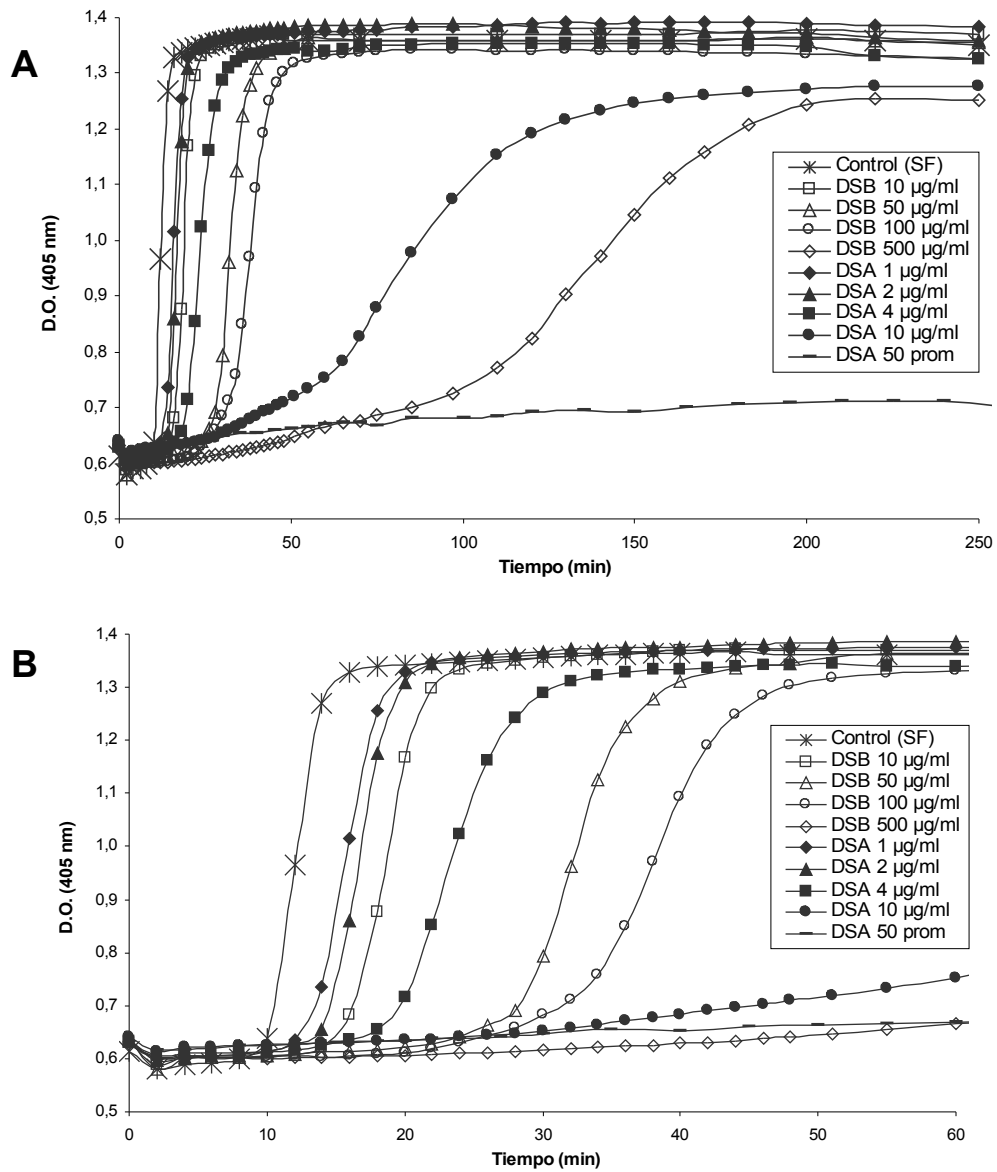 A
1,4
1,3
1,2
1,1
1,0
0,9
0,8
0,7
0,6
0,5
D.O. (405 nm)
0 50 100 150 200 250
Tiempo (min)
Control (SF)
DSB 10 µg/ml
DSB 50 µg/ml
DSB 100 µg/ml
DSB 500 µg/ml
DSA 1 µg/ml
DSA 2 µg/ml
DSA 4 µg/ml
DSA 10 µg/ml
DSA 50 prom
B
1,4
1,3
1,2
1,1
1,0
0,9
0,8
0,7
0,6
0,5
D.O. (405 nm)
0 10 20 30 40 50 60
Tiempo (min)
Control (SF)
DSB 10 µg/ml
DSB 50 µg/ml
DSB 100 µg/ml
DSB 500 µg/ml
DSA 1 µg/ml
DSA 2 µg/ml
DSA 4 µg/ml
DSA 10 µg/ml
DSA 50 prom